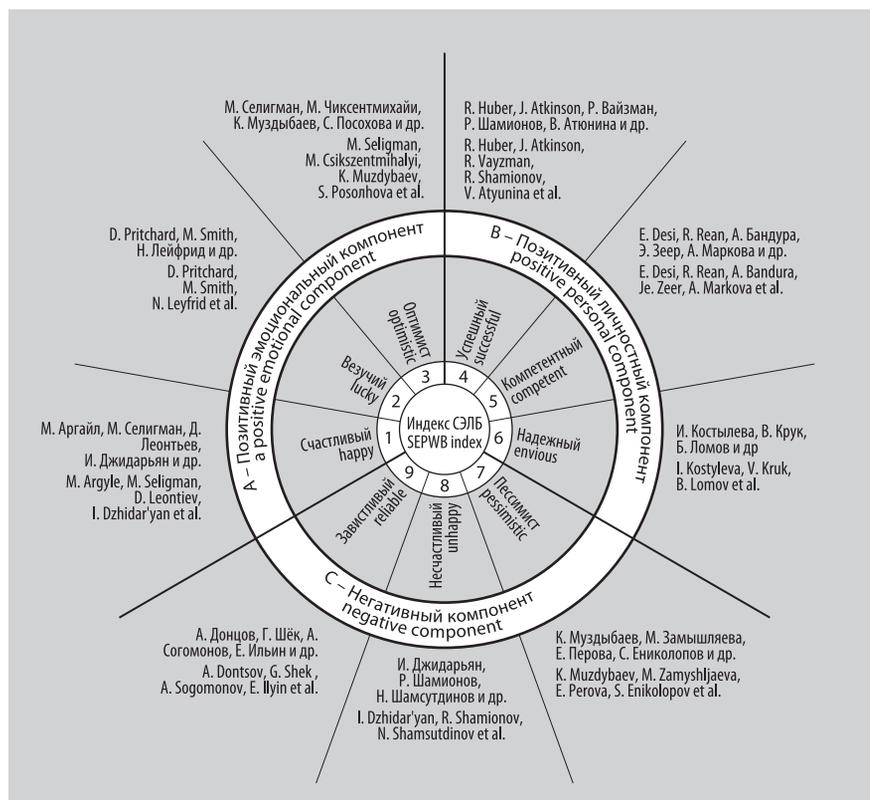 М. Селигман, М. Чиксентмихайи,
К. Муздыбаев, С. Посохова и др.
M. Seligman,
M. Csikszentmihalyi,
K. Muzdybaev,
S. Posolhova et al.
R. Huber, J. Atkinson, Р. Вайзман,
Р. Шамионов, В. Атюнина и др.
R. Huber, J. Atkinson,
R. Vayzman,
R. Shamionov,
V. Atyunina et al.
D. Pritchard, M. Smith,
Н. Лейфрид и др.
D. Pritchard,
M. Smith,
N. Leyfrid et al.
E. Desi, R. Rean, А. Бандура,
Э. Зеер, А. Маркова и др.
E. Desi, R. Rean, A. Bandura,
Je. Zeer, A. Markova et al.
А – Позитивный эмоциональный компонент
a positive emotional component
В – Позитивный личностный компонент
positive personal component
Оптимист
optimistic
Успешный
successful
Везучий
lucky
Компетентный
competent
Счастливый
happy
Надежный
envious
Завистливый
reliable
Несчастливый
unhappy
Пессимист
pessimistic
3
4
2
5
1
6
9
8
7
Индекс СЭЛБ
SEPWB index
М. Аргайл, М. Селигман, Д.
Леонтьев,
И. Джидарьян и др.
M. Argyle, M. Seligman,
D. Leontiev,
I. Dzhidar'yan et al.
И. Костылева, В. Крук,
Б. Ломов и др
I. Kostyleva, V. Kruk,
B. Lomov et al.
С – Негативный компонент
negative component
А. Донцов, Г. Шёк, А.
Согомонов, Е. Ильин и др.
A. Dontsov, G. Shek ,
A. Sogomonov, E. Ilyin et al.
И. Джидарьян,
Р. Шамионов,
Н. Шамсутдинов и др.
I. Dzhidar'yan, R. Shamionov,
N. Shamsutdinov et al.
К. Муздыбаев, М. Замышляева,
Е. Перова, С. Ениколопов и др.
K. Muzdybaev, M. Zamyshljaeva,
E. Perova, S. Enikolopov et al.